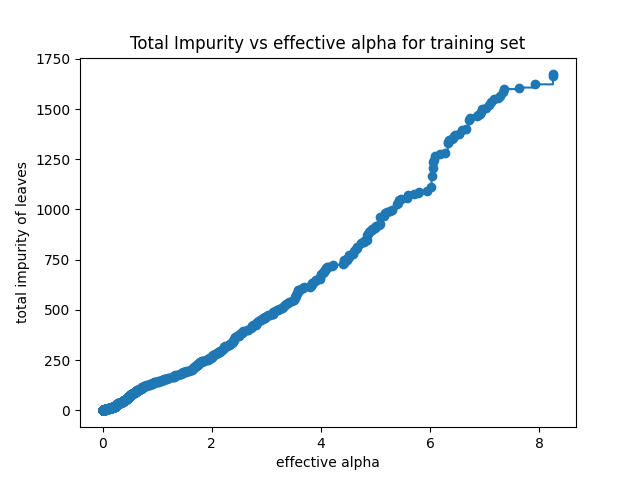 Total Impurity vs effective alpha for training set
1750
1500
1250
1000
750
500
250
0
total impurity of leaves
0 2 4 6 8
effective alpha